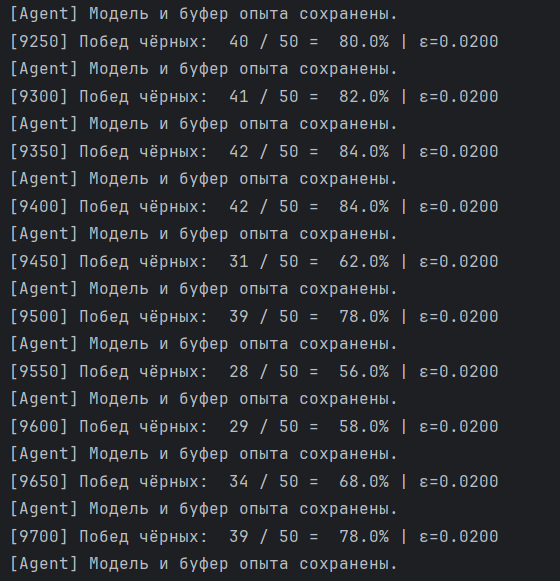 [Agent] Модель и буфер опыта сохранены.
[9250] Побед чёрных:  40 / 50 =  80.0% | ε=0.0200
[Agent] Модель и буфер опыта сохранены.
[9300] Побед чёрных:  41 / 50 =  82.0% | ε=0.0200
[Agent] Модель и буфер опыта сохранены.
[9350] Побед чёрных:  42 / 50 =  84.0% | ε=0.0200
[Agent] Модель и буфер опыта сохранены.
[9400] Побед чёрных:  42 / 50 =  84.0% | ε=0.0200
[Agent] Модель и буфер опыта сохранены.
[9450] Побед чёрных:  31 / 50 =  62.0% | ε=0.0200
[Agent] Модель и буфер опыта сохранены.
[9500] Побед чёрных:  39 / 50 =  78.0% | ε=0.0200
[Agent] Модель и буфер опыта сохранены.
[9550] Побед чёрных:  28 / 50 =  56.0% | ε=0.0200
[Agent] Модель и буфер опыта сохранены.
[9600] Побед чёрных:  29 / 50 =  58.0% | ε=0.0200
[Agent] Модель и буфер опыта сохранены.
[9650] Побед чёрных:  34 / 50 =  68.0% | ε=0.0200
[Agent] Модель и буфер опыта сохранены.
[9700] Побед чёрных:  39 / 50 =  78.0% | ε=0.0200
[Agent] Модель и буфер опыта сохранены.